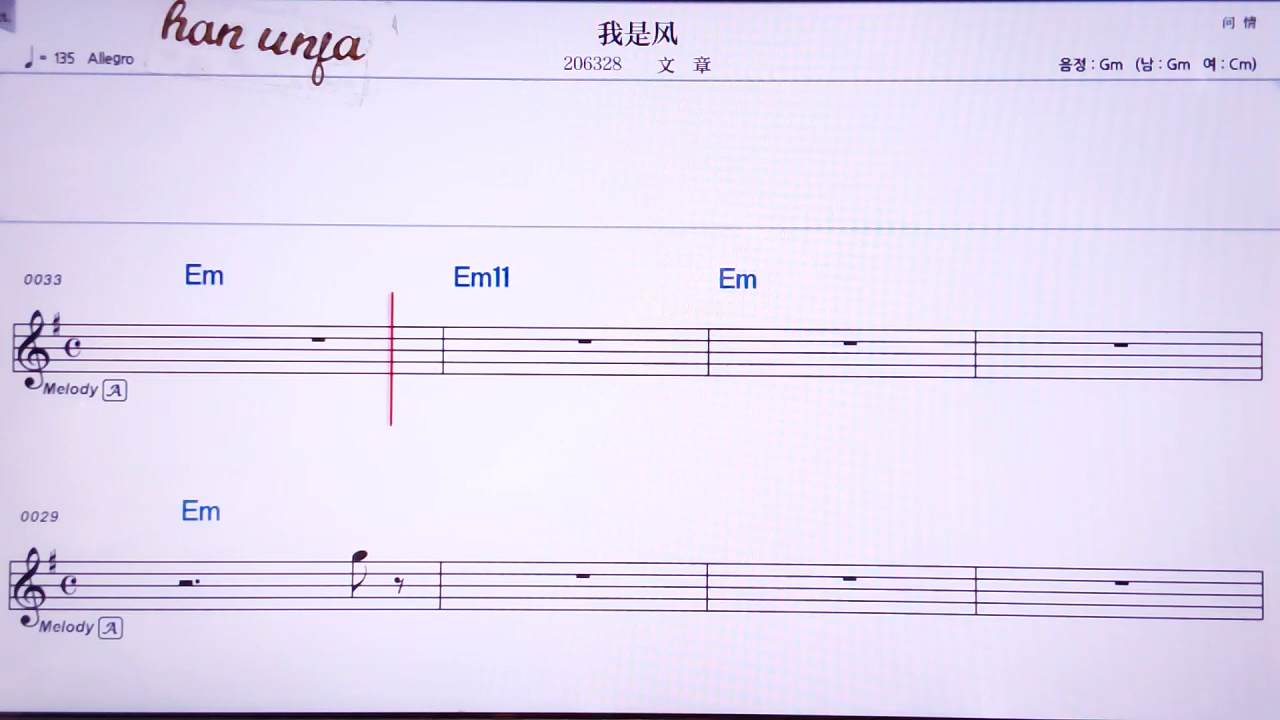 han unfa
我是风
问 情
♩ = 135 Allegro
206328 文 章
음정 : Gm (남 : Gm 여 : Cm)
0033 Em Em11 Em
Melody A
0029 Em
Melody A